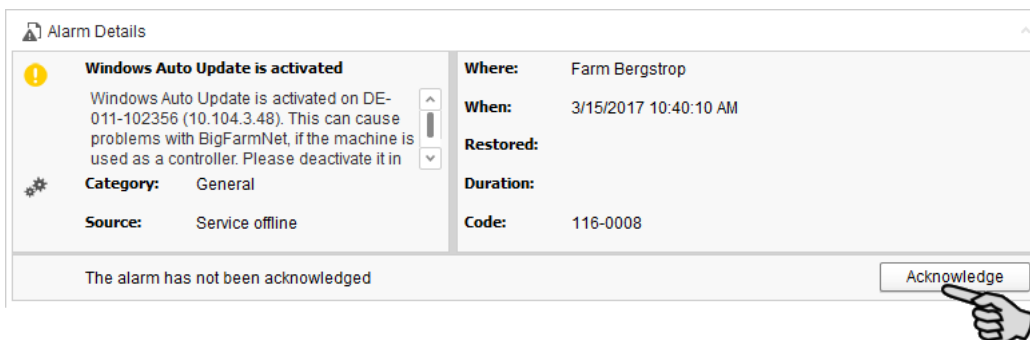 Alarm Details
Windows Auto Update is activated
Windows Auto Update is activated on DE-
011-102356 (10.104.3.48). This can cause
problems with BigFarmNet, if the machine is
used as a controller. Please deactivate it in
Category: General
Source: Service offline
Where: Farm Bergstrop
When: 3/15/2017 10:40:10 AM
Restored:
Duration:
Code: 116-0008
The alarm has not been acknowledged
Acknowledge